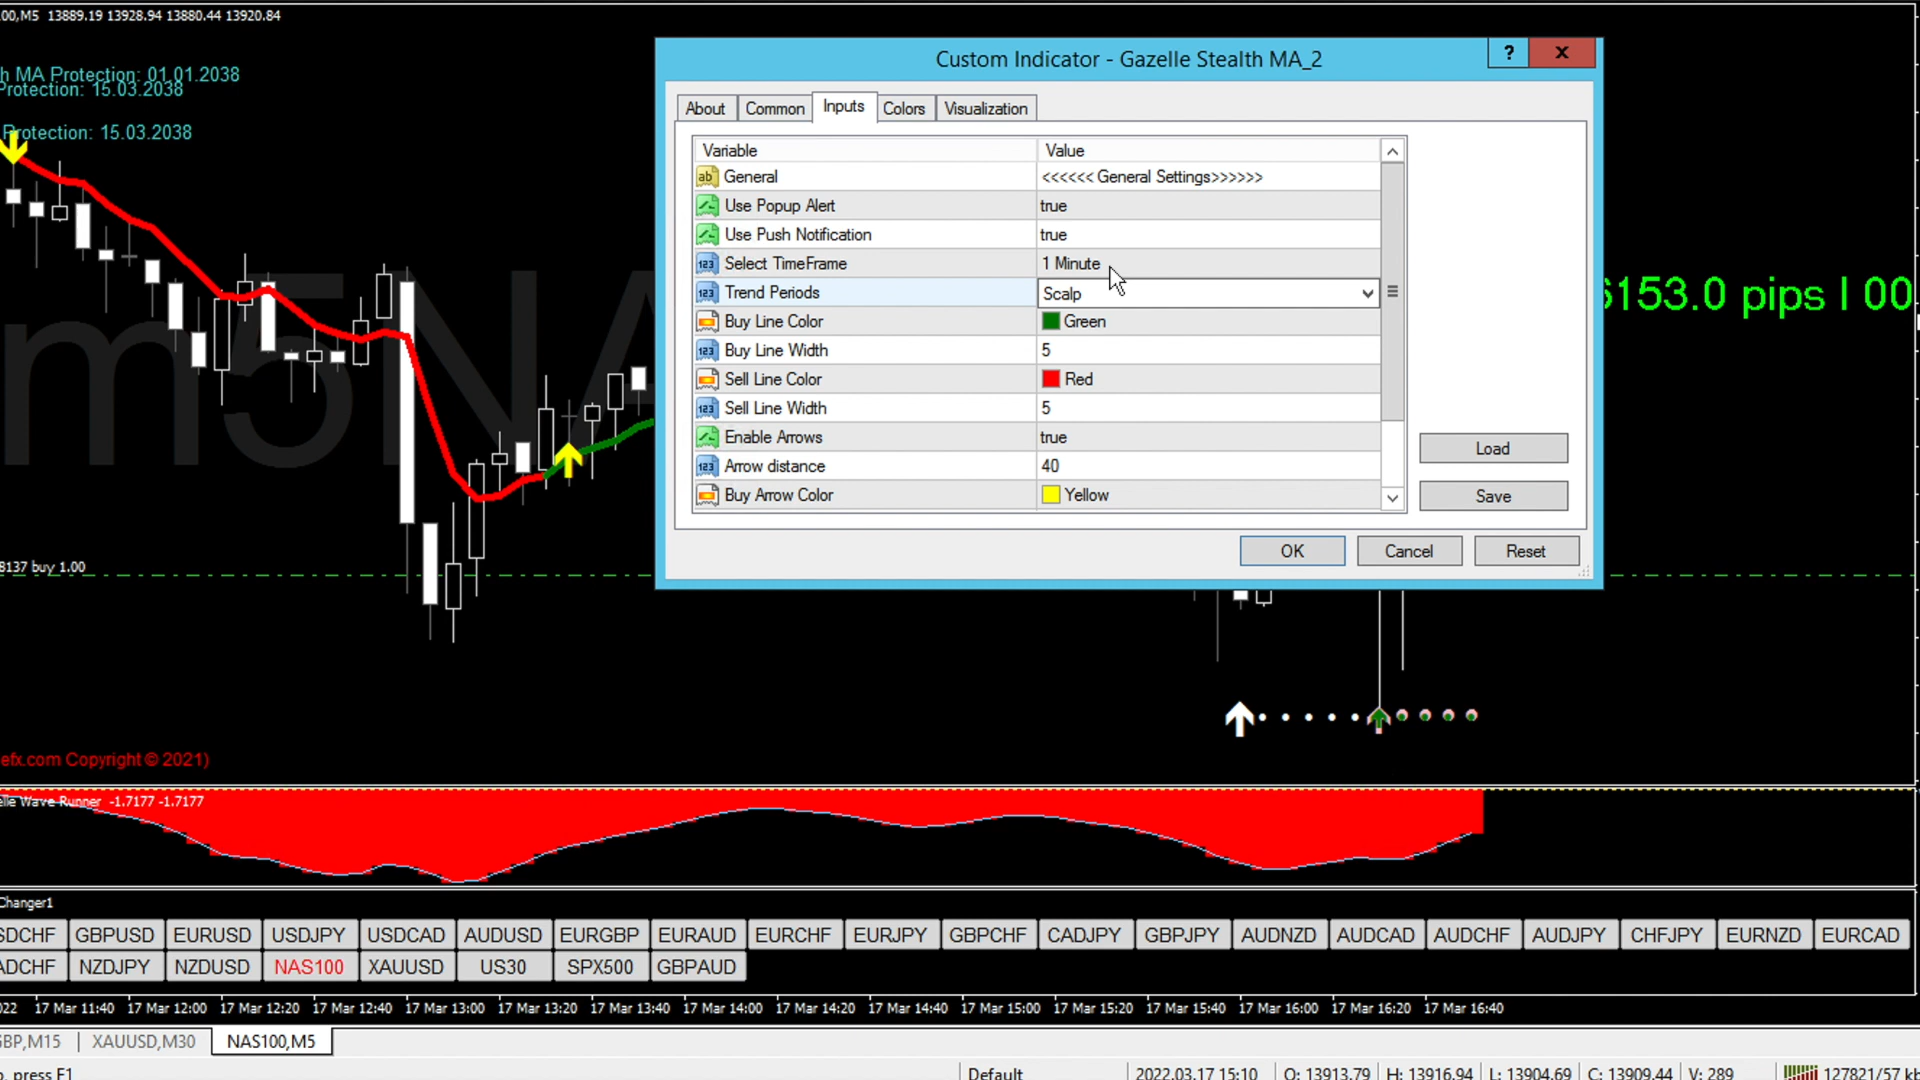 00,M5 13889.19 13928.94 13880.44 13920.84
h MA Protection: 01.01.2038
Protection: 15.03.2038
Protection: 15.03.2038
m5NA
8137 buy 1.00
efx.com Copyright © 2021)
Custom Indicator - Gazelle Stealth MA_2
? X
About Common Inputs Colors Visualization
Variable Value
General <<<<<< General Settings>>>>>>
Use Popup Alert true
Use Push Notification true
Select TimeFrame 1 Minute
Trend Periods Scalp
Buy Line Color Green
Buy Line Width 5
Sell Line Color Red
Sell Line Width 5
Enable Arrows true
Arrow distance 40
Buy Arrow Color Yellow
Load
Save
OK Cancel Reset
6153.0 pips | 00
elle Wave Runner -1.7177 -1.7177
Changer1
SDCHF GBPUSD EURUSD USDJPY USDCAD AUDUSD EURGBP EURAUD EURCHF EURJPY GBPCHF CADJPY GBPJPY AUDNZD AUDCAD AUDCHF AUDJPY CHFJPY EURNZD EURCAD
ADCHF NZDJPY NZDUSD NAS100 XAUUSD US30 SPX500 GBPAUD
022 17 Mar 11:40 17 Mar 12:00 17 Mar 12:20 17 Mar 12:40 17 Mar 13:00 17 Mar 13:20 17 Mar 13:40 17 Mar 14:00 17 Mar 14:20 17 Mar 14:40 17 Mar 15:00 17 Mar 15:20 17 Mar 15:40 17 Mar 16:00 17 Mar 16:20 17 Mar 16:40
GBP,M15 XAUUSD,M30 NAS100,M5
p, press F1 Default 2022.03.17 15:10 O: 13913.79 H: 13916.94 L: 13904.69 C: 13909.44 V: 289 127821/57 kb